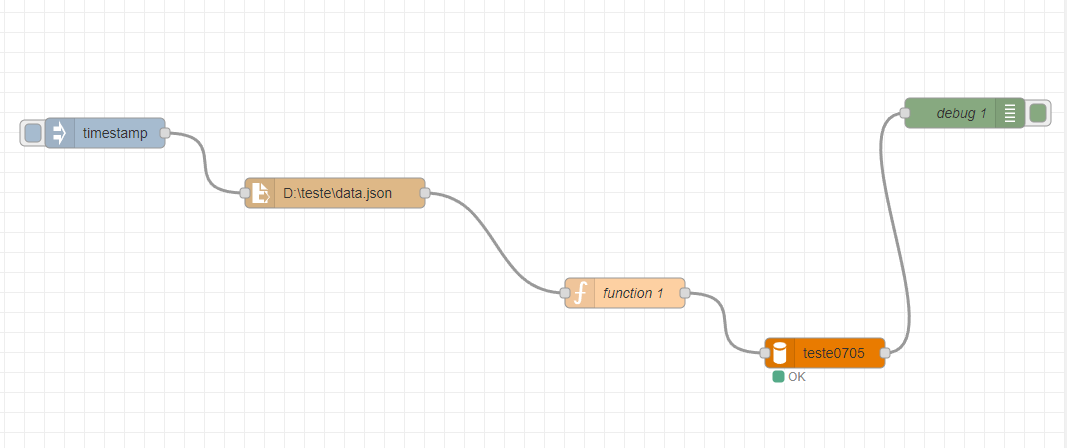 timestamp
D:\teste\data.json
function 1
teste0705
OK
debug 1